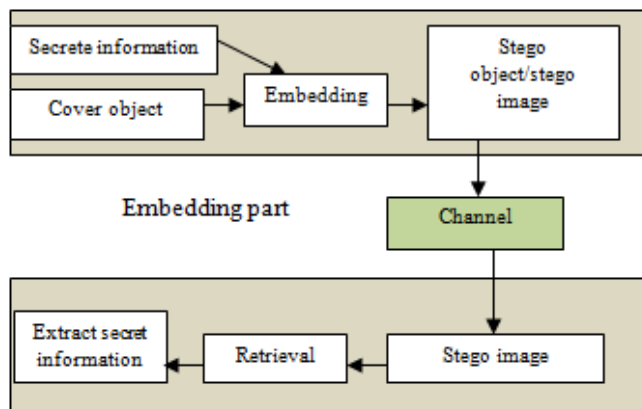 Secrete information
Cover object
Embedding
Stego
object/stego
image
Embedding part
Channel
Extract secret
information
Retrieval
Stego image